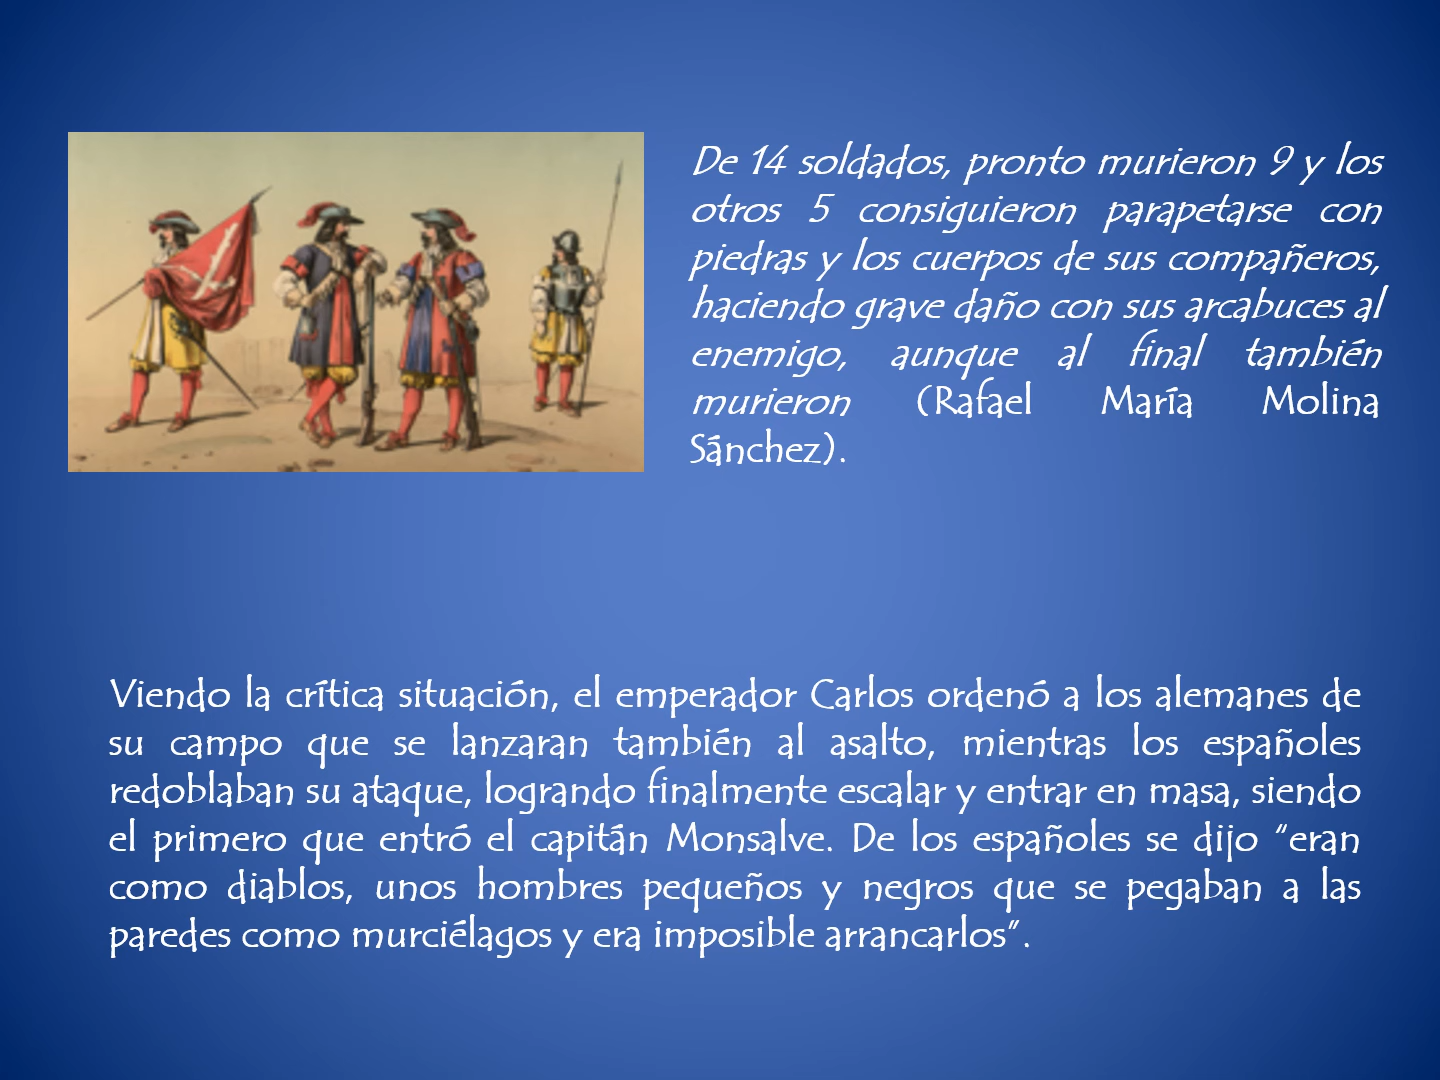 De 14 soldados, pronto murieron 9 y los
otros 5 consiguieron parapetarse con
piedras y los cuerpos de sus compañeros,
haciendo grave daño con sus arcabuces al
enemigo, aunque al final también
murieron (Rafael María Molina
Sánchez).
Viendo la crítica situación, el emperador Carlos ordenó a los alemanes de
su campo que se lanzaran también al asalto, mientras los españoles
redoblaban su ataque, logrando finalmente escalar y entrar en masa, siendo
el primero que entró el capitán Monsalve. De los españoles se dijo “eran
como diablos, unos hombres pequeños y negros que se pegaban a las
paredes como murciélagos y era imposible arrancarlos”.